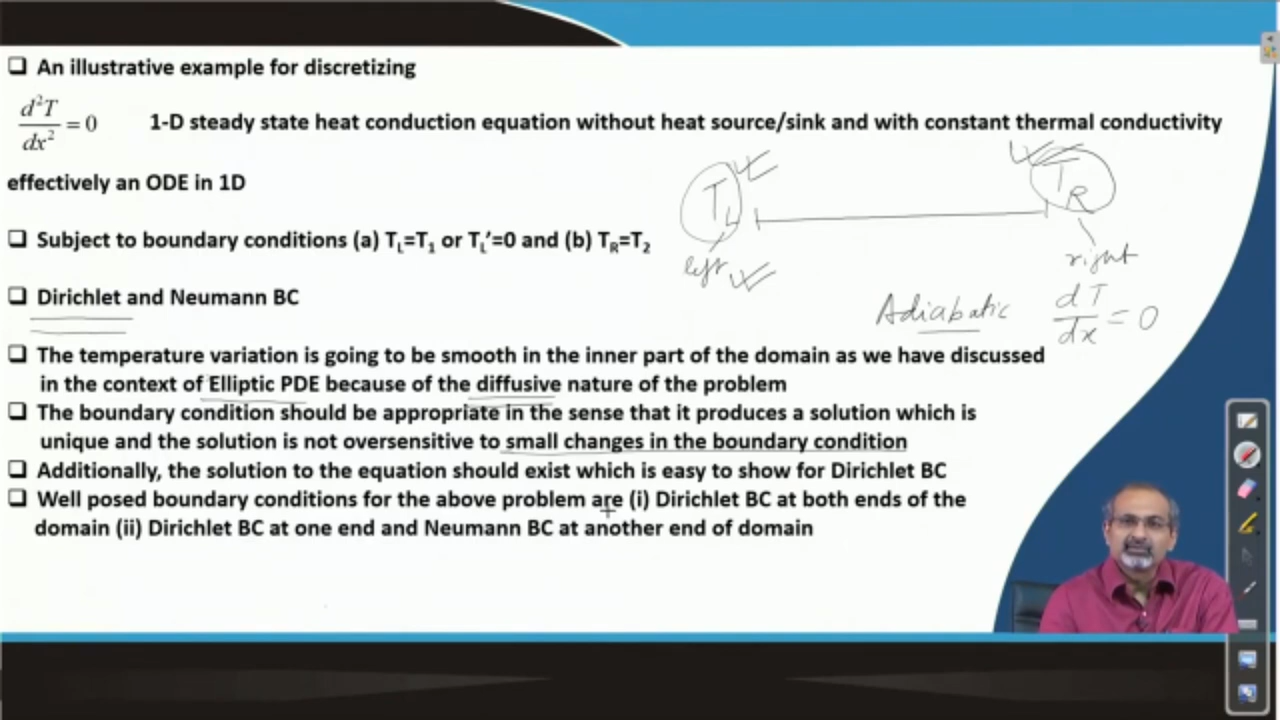 ❑ An illustrative example for discretizing
d²T/dx² = 0 1-D steady state heat conduction equation without heat source/sink and with constant thermal conductivity
effectively an ODE in 1D
T_L
T_R
❑ Subject to boundary conditions (a) T_L=T_1 or T_L'=0 and (b) T_R=T_2
left
right
❑ Dirichlet and Neumann BC
Adiabatic dT/dx = 0
❑ The temperature variation is going to be smooth in the inner part of the domain as we have discussed
in the context of Elliptic PDE because of the diffusive nature of the problem
❑ The boundary condition should be appropriate in the sense that it produces a solution which is
unique and the solution is not oversensitive to small changes in the boundary condition
❑ Additionally, the solution to the equation should exist which is easy to show for Dirichlet BC
❑ Well posed boundary conditions for the above problem are (i) Dirichlet BC at both ends of the
domain (ii) Dirichlet BC at one end and Neumann BC at another end of domain